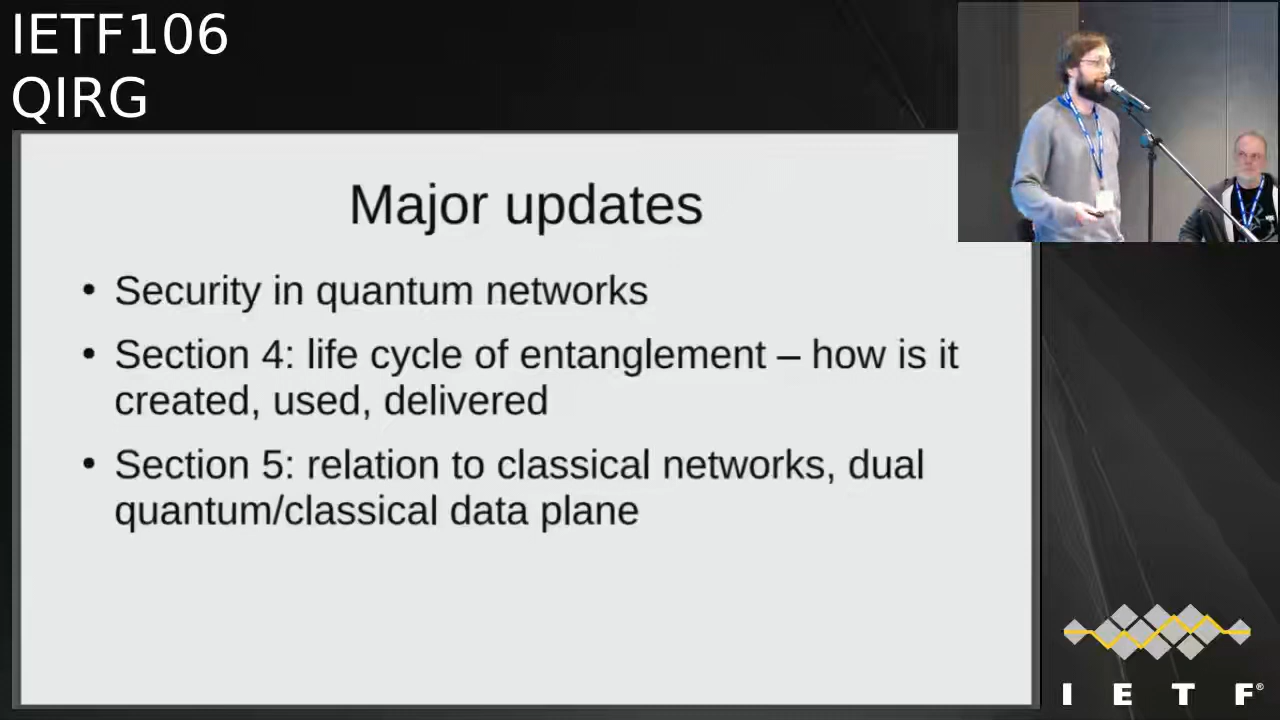 IETF106
QIRG
Major updates
• Security in quantum networks
• Section 4: life cycle of entanglement – how is it
created, used, delivered
• Section 5: relation to classical networks, dual
quantum/classical data plane
I E T F®